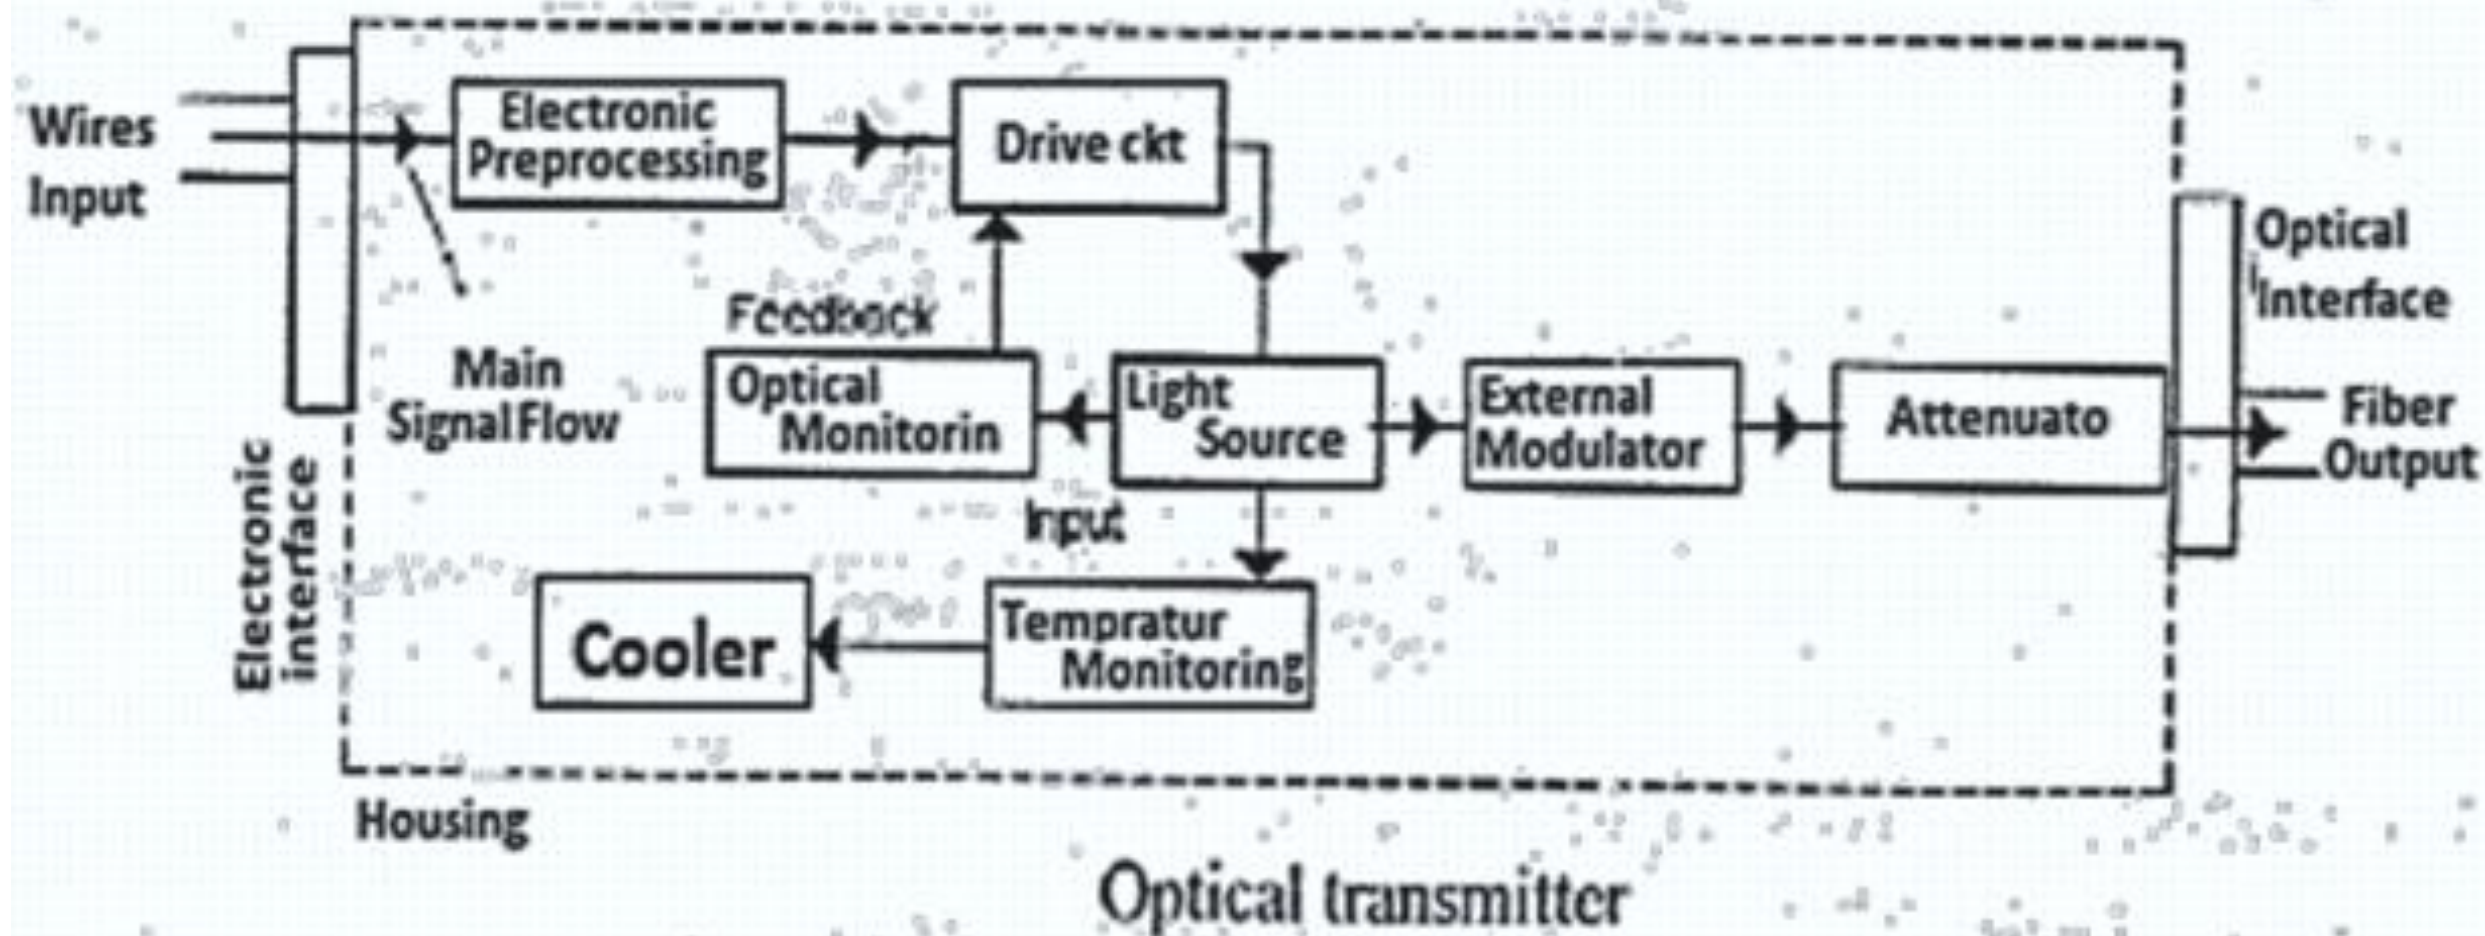 Wires
Input
Electronic
Preprocessing
Drive ckt
Main
Signal Flow
Feedback
Optical
Monitorin
Light
Source
External
Modulator
Attenuato
Optical
Interface
Fiber
Output
Input
Electronic
interface
Cooler
Tempratur
Monitoring
Housing
Optical transmitter